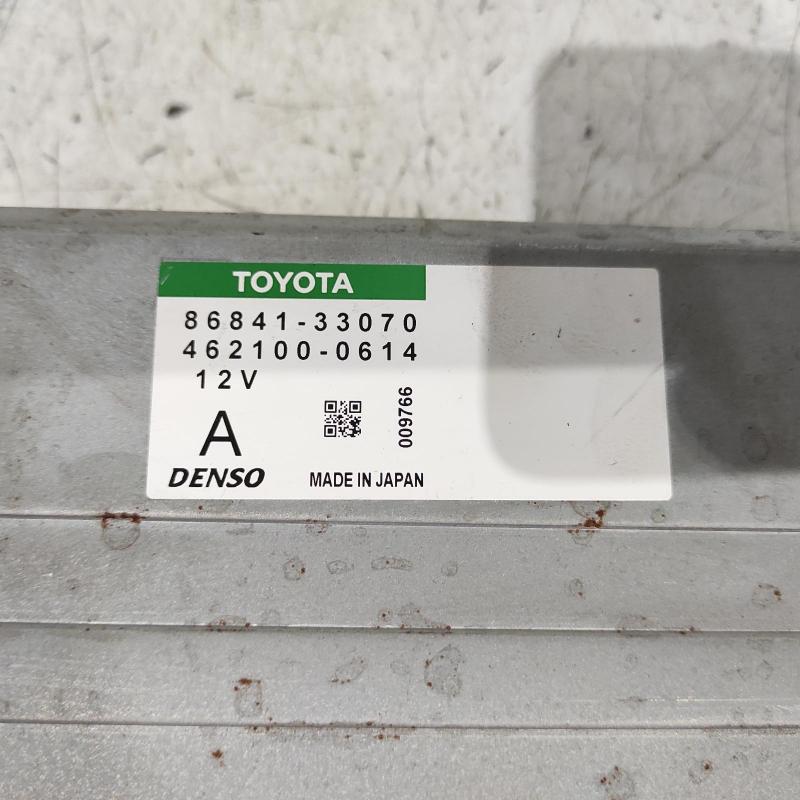 TOYOTA
86841-33070
462100-0614
12V
A
009766
DENSO
MADE IN JAPAN